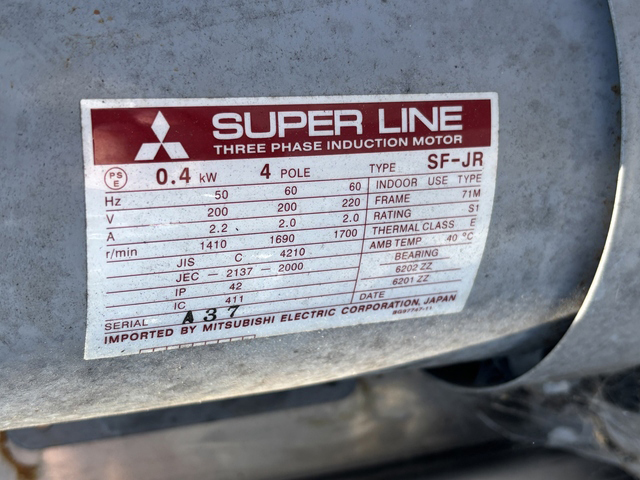 SUPER LINE
THREE PHASE INDUCTION MOTOR
PS E 0.4 kW 4 POLE TYPE SF-JR
Hz 50 60 60 INDOOR USE TYPE
V 200 200 220 FRAME 71M
A 2.2 2.0 2.0 RATING S1
r/min 1410 1690 1700 THERMAL CLASS E
JIS C 4210 AMB TEMP 40 °C
JEC - 2137 - 2000 BEARING
IP 42 6202 ZZ
IC 411 6201 ZZ
SERIAL A37 DATE
IMPORTED BY MITSUBISHI ELECTRIC CORPORATION, JAPAN